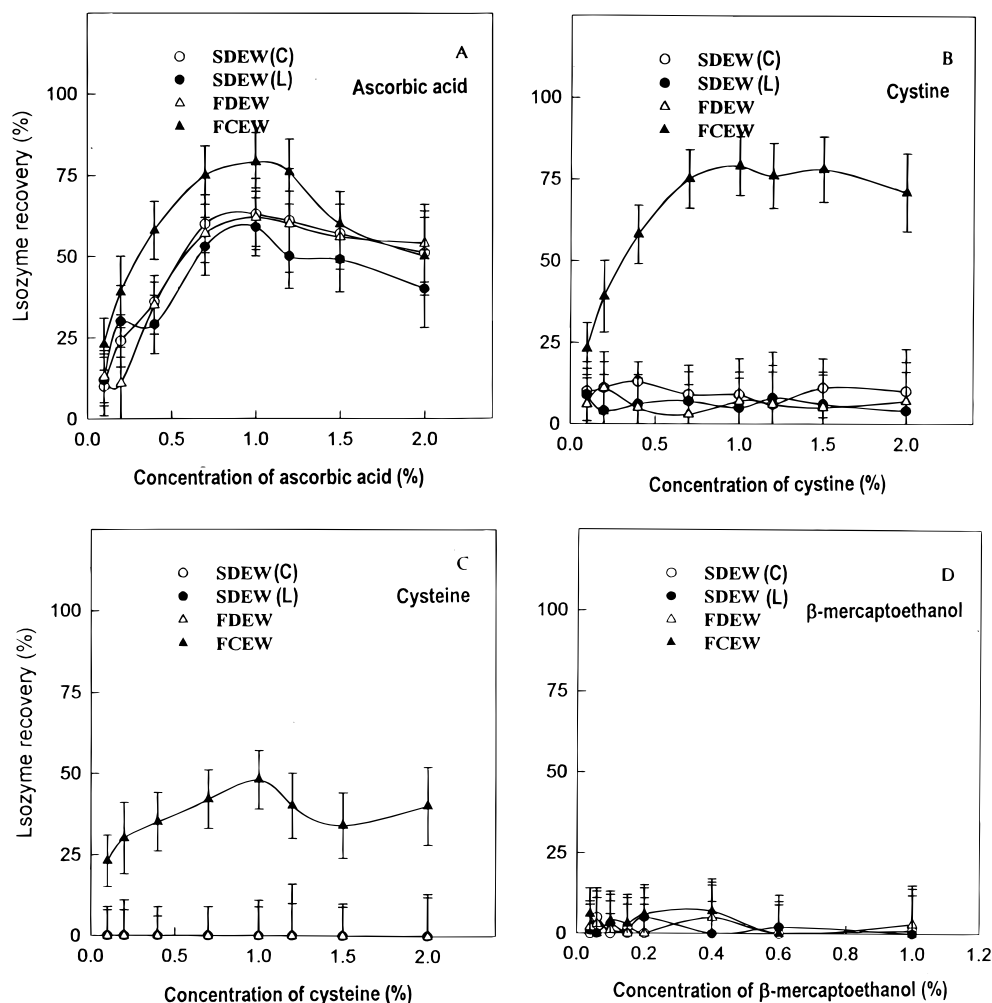 A
SDEW (C)
SDEW (L)
FDEW
FCEW
Ascorbic acid
Lsozyme recovery (%)
100
75
50
25
0
0.0 0.5 1.0 1.5 2.0
Concentration of ascorbic acid (%)
B
SDEW (C)
SDEW (L)
FDEW
FCEW
Cystine
100
75
50
25
0
0.0 0.5 1.0 1.5 2.0
Concentration of cystine (%)
C
SDEW (C)
SDEW (L)
FDEW
FCEW
Cysteine
Lsozyme recovery (%)
100
75
50
25
0
0.0 0.5 1.0 1.5 2.0
Concentration of cysteine (%)
D
SDEW (C)
SDEW (L)
FDEW
FCEW
β-mercaptoethanol
100
75
50
25
0
0.0 0.2 0.4 0.6 0.8 1.0 1.2
Concentration of β-mercaptoethanol (%)